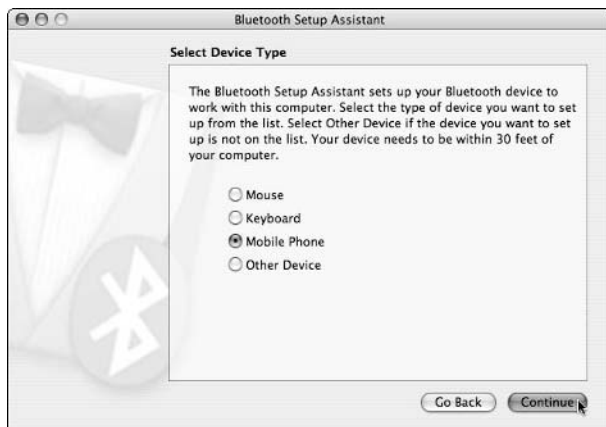 Bluetooth Setup Assistant
Select Device Type
The Bluetooth Setup Assistant sets up your Bluetooth device to
work with this computer. Select the type of device you want to set
up from the list. Select Other Device if the device you want to set
up is not on the list. Your device needs to be within 30 feet of
your computer.
Mouse
Keyboard
Mobile Phone
Other Device
Go Back
Continue